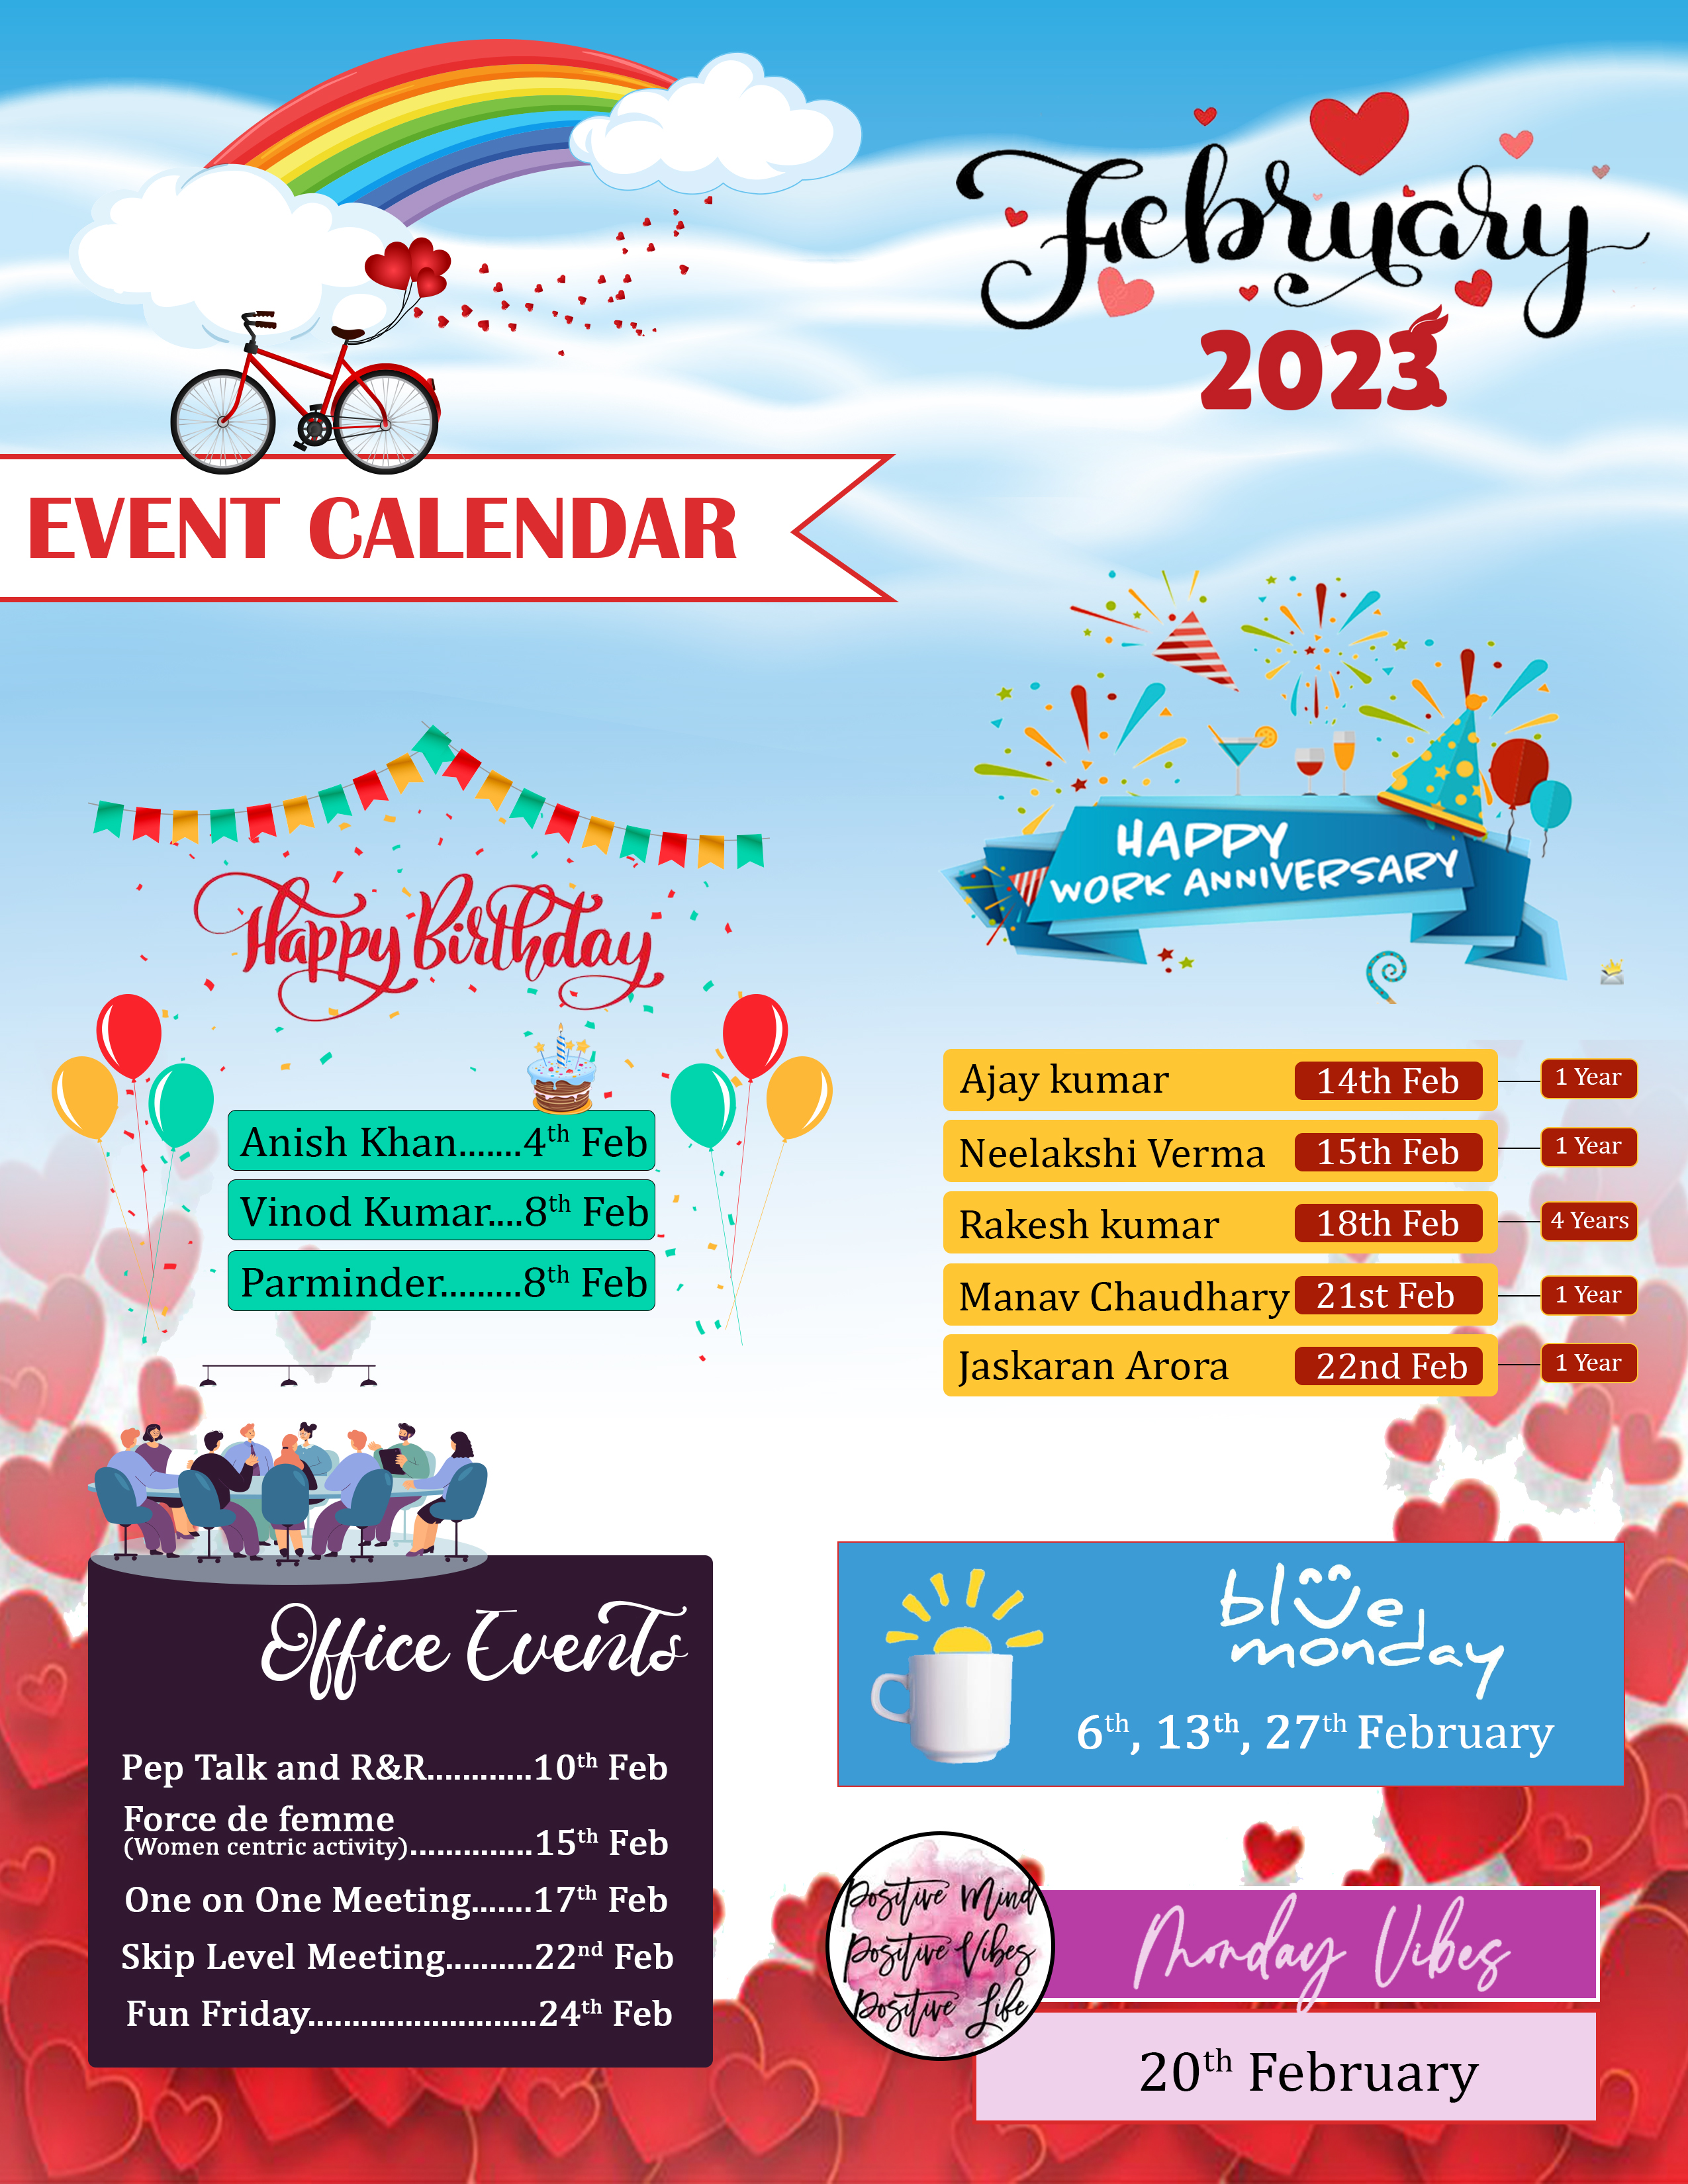 February
2023
EVENT CALENDAR
Happy Birthday
Anish Khan.......4th Feb
Vinod Kumar....8th Feb
Parminder.........8th Feb
HAPPY
WORK ANNIVERSARY
Ajay kumar 14th Feb 1 Year
Neelakshi Verma 15th Feb 1 Year
Rakesh kumar 18th Feb 4 Years
Manav Chaudhary 21st Feb 1 Year
Jaskaran Arora 22nd Feb 1 Year
Office Events
Pep Talk and R&R............10th Feb
Force de femme
(Women centric activity)..............15th Feb
One on One Meeting.......17th Feb
Skip Level Meeting..........22nd Feb
Fun Friday..........................24th Feb
blue
monday
6th, 13th, 27th February
Positive Mind
Positive Vibes
Positive Life
Monday Vibes
20th February